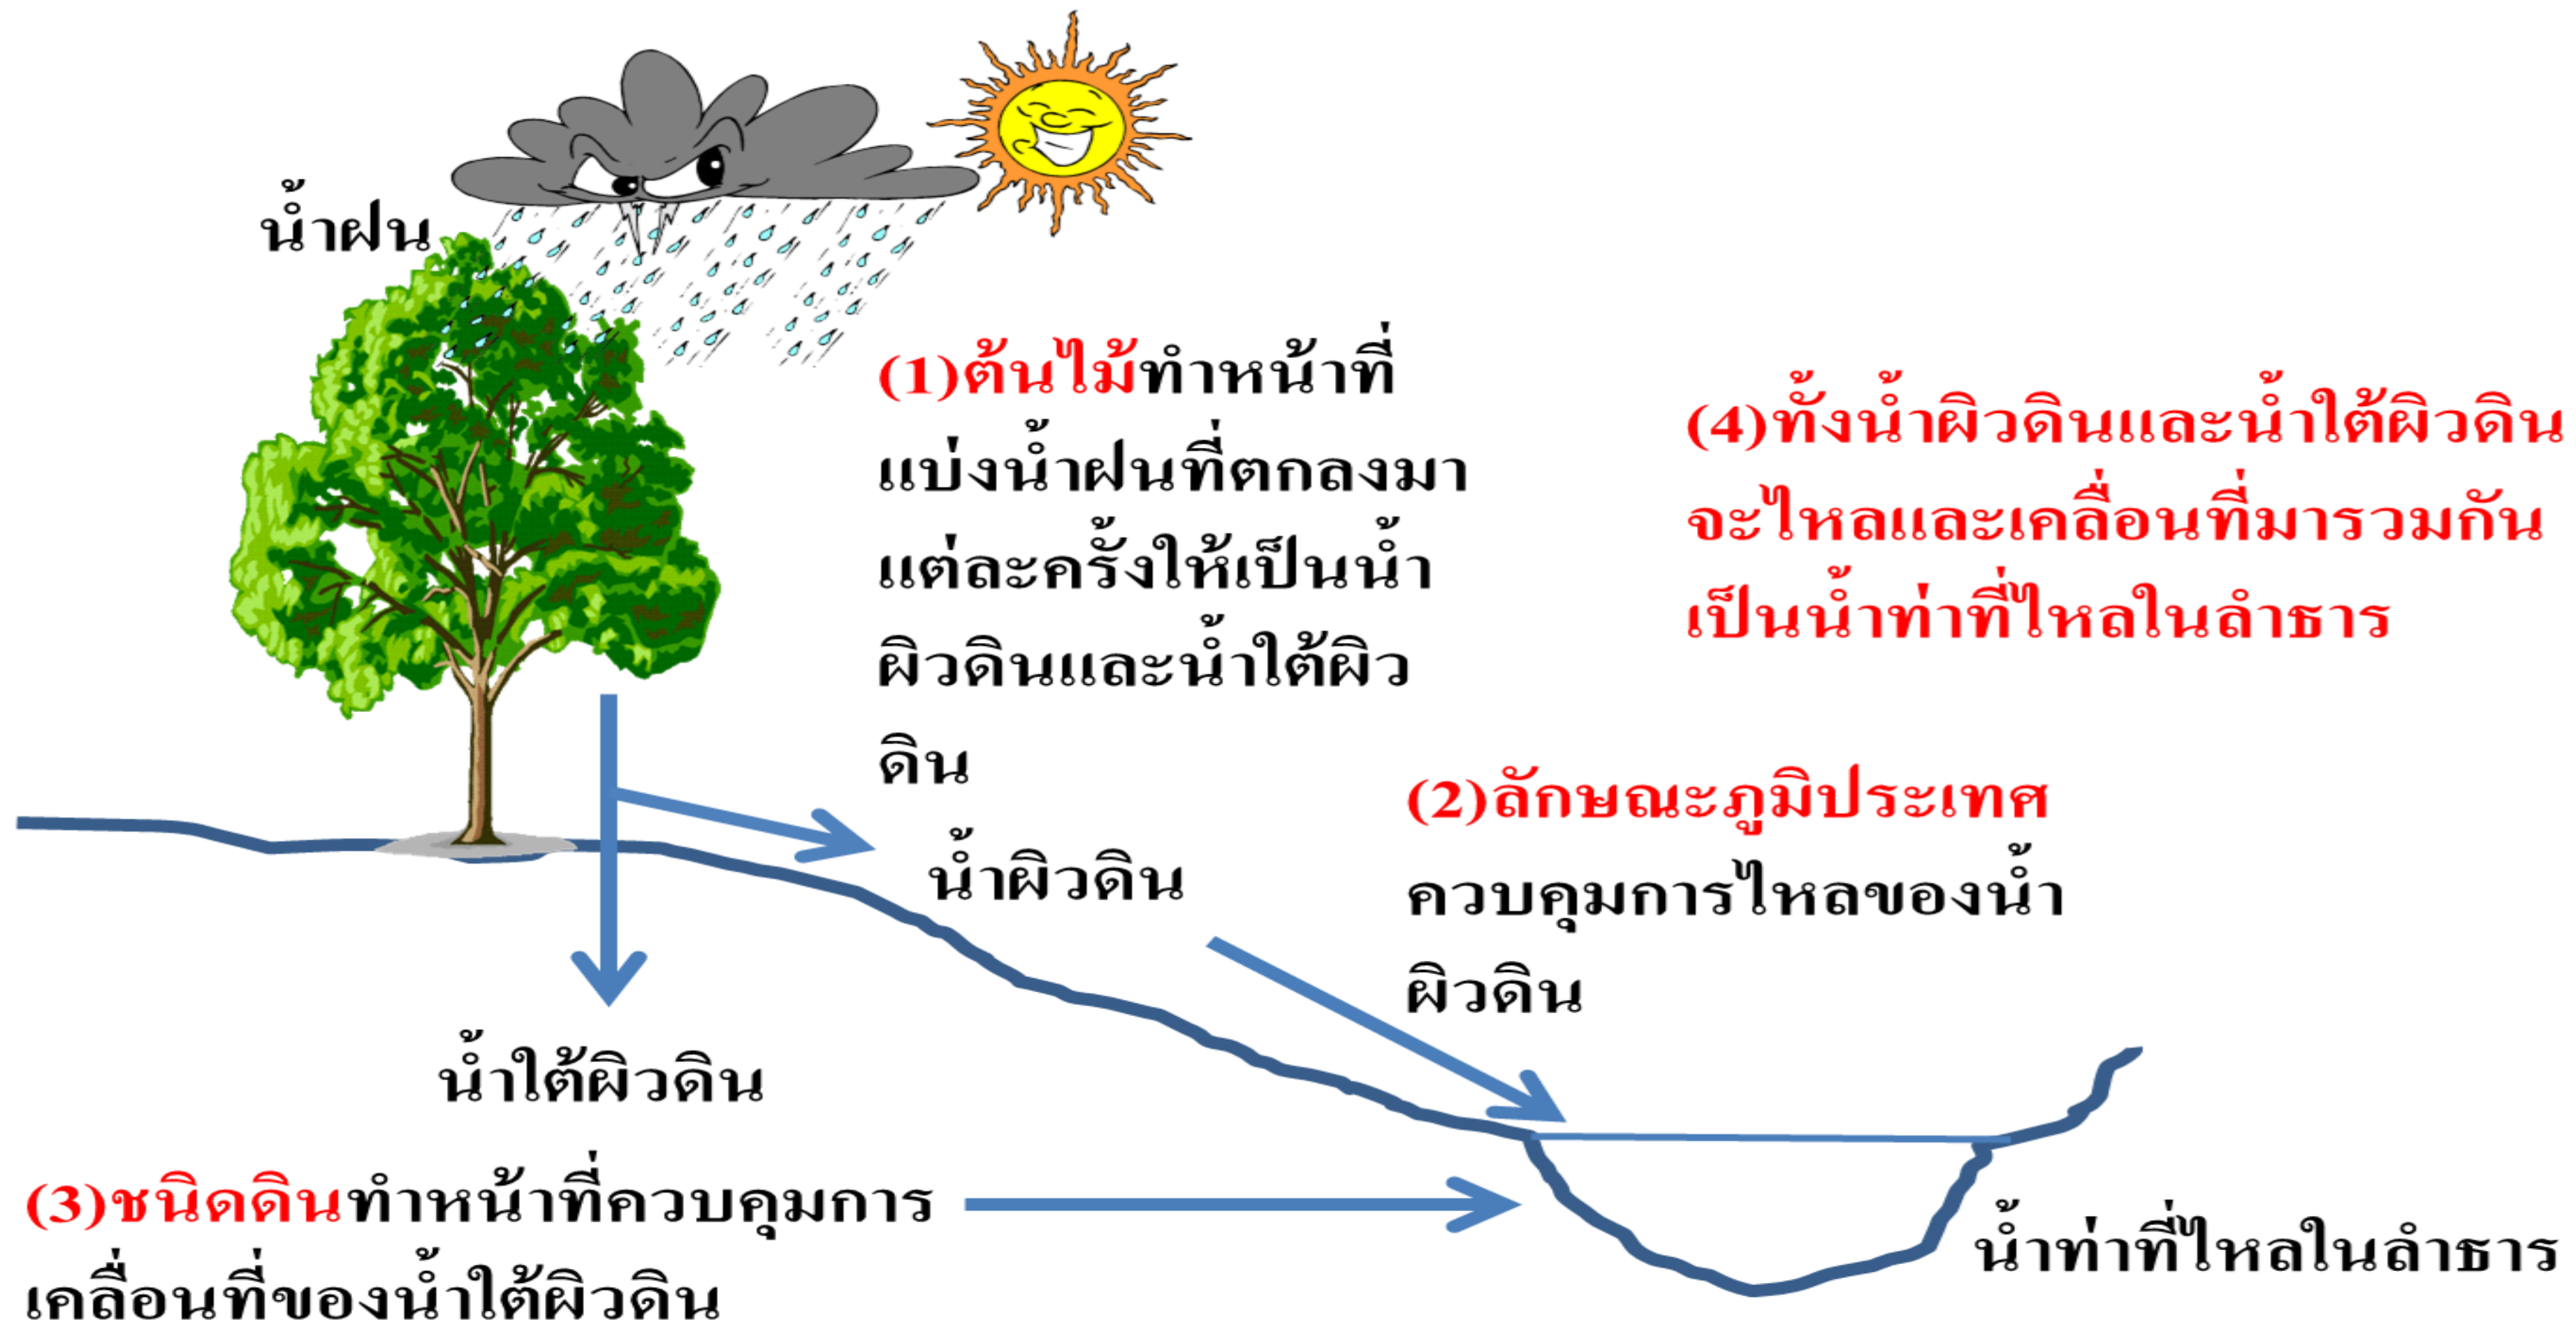 น้ำฝน
(1)ต้นไม้ทำหน้าที่
แบ่งน้ำฝนที่ตกลงมา
แต่ละครั้งให้เป็นน้ำ
ผิวดินและน้ำใต้ผิว
ดิน
(4)ทั้งน้ำผิวดินและน้ำใต้ผิวดิน
จะไหลและเคลื่อนที่มารวมกัน
เป็นน้ำท่าที่ไหลในลำธาร
น้ำผิวดิน
(2)ลักษณะภูมิประเทศ
ควบคุมการไหลของน้ำ
ผิวดิน
น้ำใต้ผิวดิน
(3)ชนิดดินทำหน้าที่ควบคุมการ
เคลื่อนที่ของน้ำใต้ผิวดิน
น้ำท่าที่ไหลในลำธาร